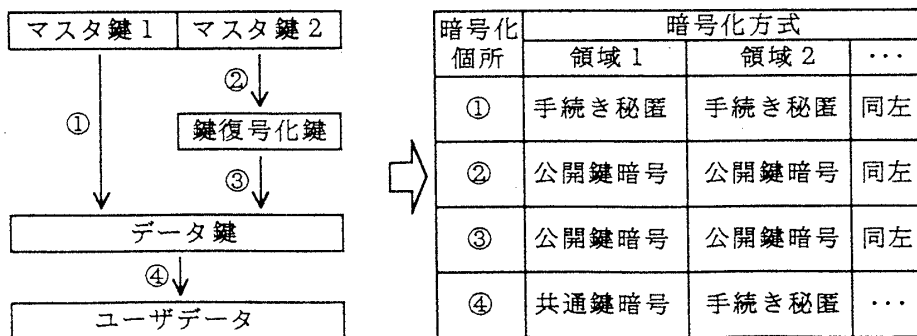 マスタ鍵1 マスタ鍵2
①
②
鍵復号化鍵
③
データ鍵
④
ユーザデータ
暗号化個所 暗号化方式
領域1 領域2 ･･･
① 手続き秘匿 手続き秘匿 同左
② 公開鍵暗号 公開鍵暗号 同左
③ 公開鍵暗号 公開鍵暗号 同左
④ 共通鍵暗号 手続き秘匿 ･･･